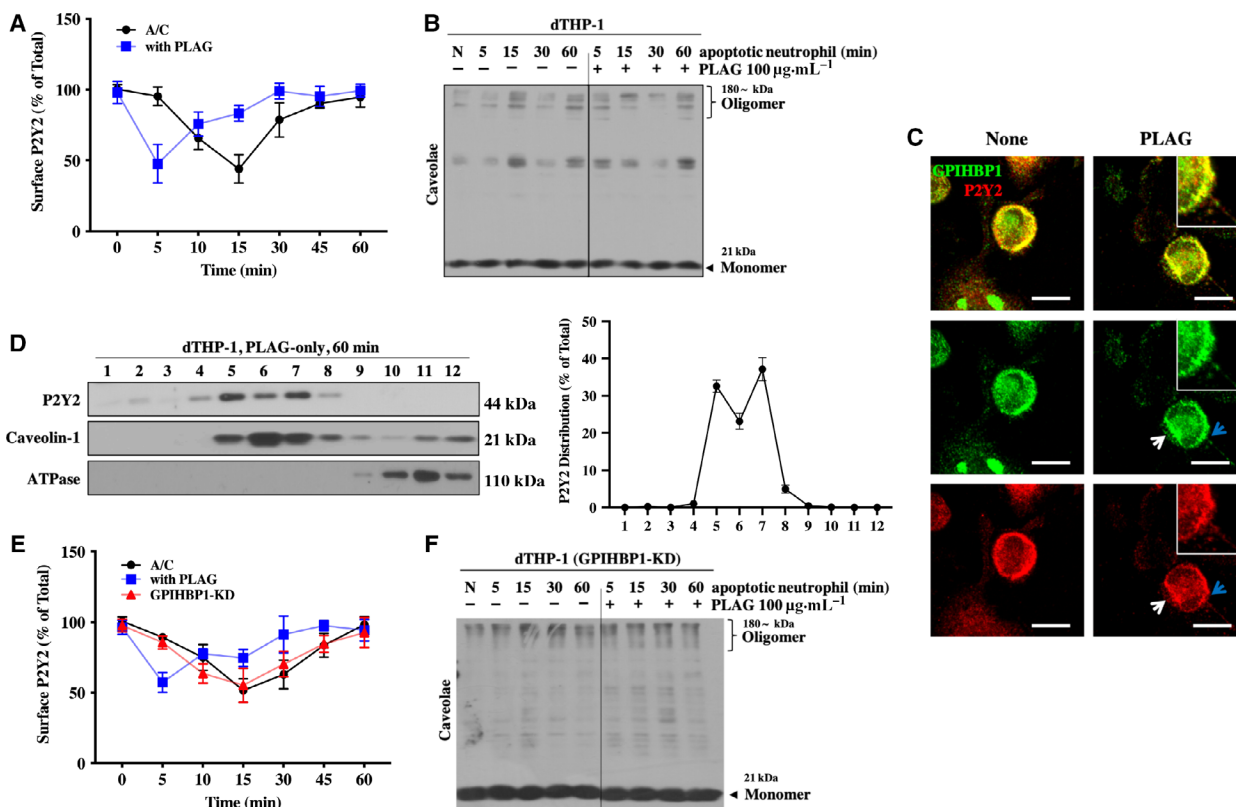 A
150
100
50
0
Surface P2Y2 (% of Total)
A/C
with PLAG
0 5 10 15 30 45 60
Time (min)
B
dTHP-1
N 5 15 30 60 5 15 30 60 apoptotic neutrophil (min)
– – – – – + + + + PLAG 100 µg·mL⁻¹
180~ kDa
Oligomer
Caveolae
21 kDa
Monomer
C
None PLAG
GPIHBP1
P2Y2
D
dTHP-1, PLAG-only, 60 min
1 2 3 4 5 6 7 8 9 10 11 12
P2Y2 44 kDa
Caveolin-1 21 kDa
ATPase 110 kDa
50
40
30
20
10
0
P2Y2 Distribution (% of Total)
1 2 3 4 5 6 7 8 9 10 11 12
E
150
100
50
0
Surface P2Y2 (% of Total)
A/C
with PLAG
GPIHBP1-KD
0 5 10 15 30 45 60
Time (min)
F
dTHP-1 (GPIHBP1-KD)
N 5 15 30 60 5 15 30 60 apoptotic neutrophil (min)
– – – – – + + + + PLAG 100 µg·mL⁻¹
180~ kDa
Oligomer
Caveolae
21 kDa
Monomer